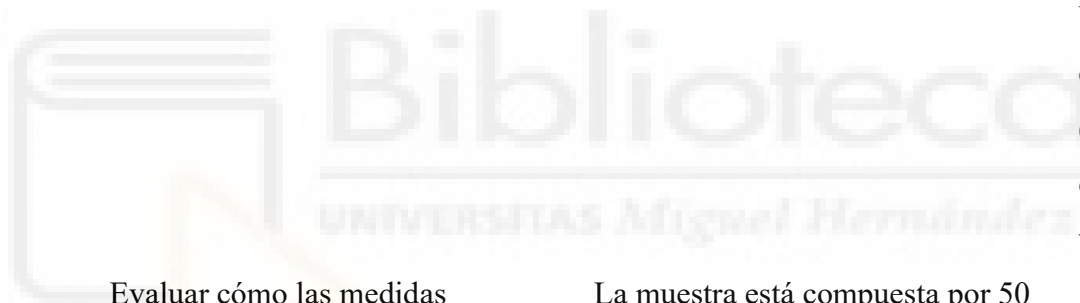 Biblioteca
UNIVERSITAS Miguel Hernández
Evaluar cómo las medidas
La muestra está compuesta por 50